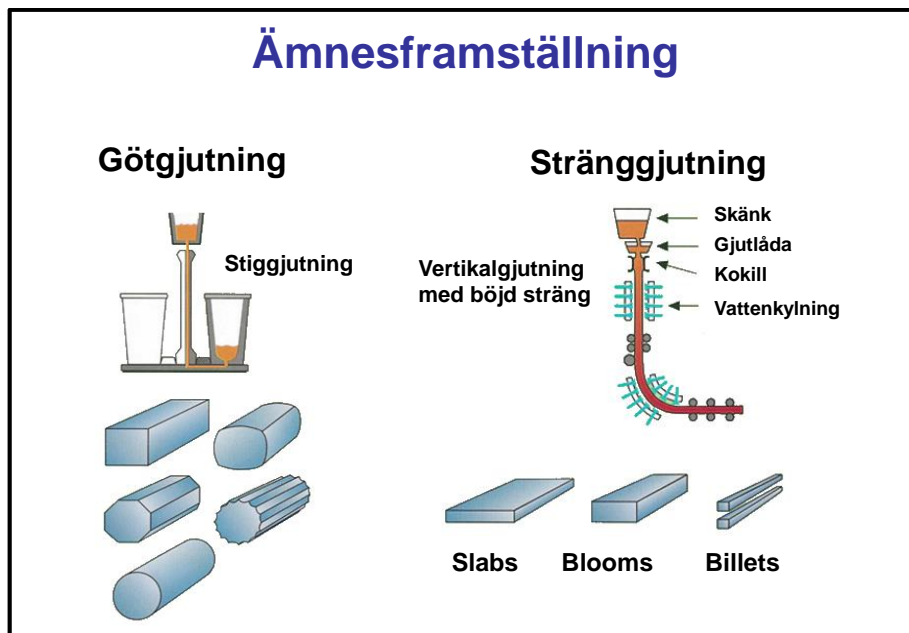 Ämnesframställning
Götgjutning
Stiggjutning
Stränggjutning
Vertikalgjutning
med böjd sträng
Skänk
Gjutlåda
Kokill
Vattenkylning
Slabs
Blooms
Billets